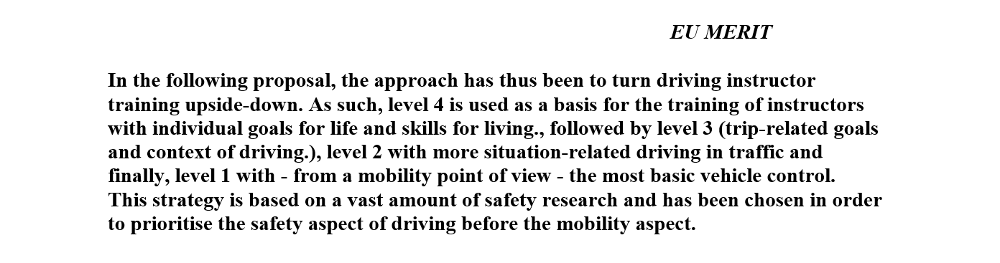 EU MERIT
In the following proposal, the approach has thus been to turn driving instructor
training upside-down. As such, level 4 is used as a basis for the training of instructors
with individual goals for life and skills for living., followed by level 3 (trip-related goals
and context of driving.), level 2 with more situation-related driving in traffic and
finally, level 1 with - from a mobility point of view - the most basic vehicle control.
This strategy is based on a vast amount of safety research and has been chosen in order
to prioritise the safety aspect of driving before the mobility aspect.